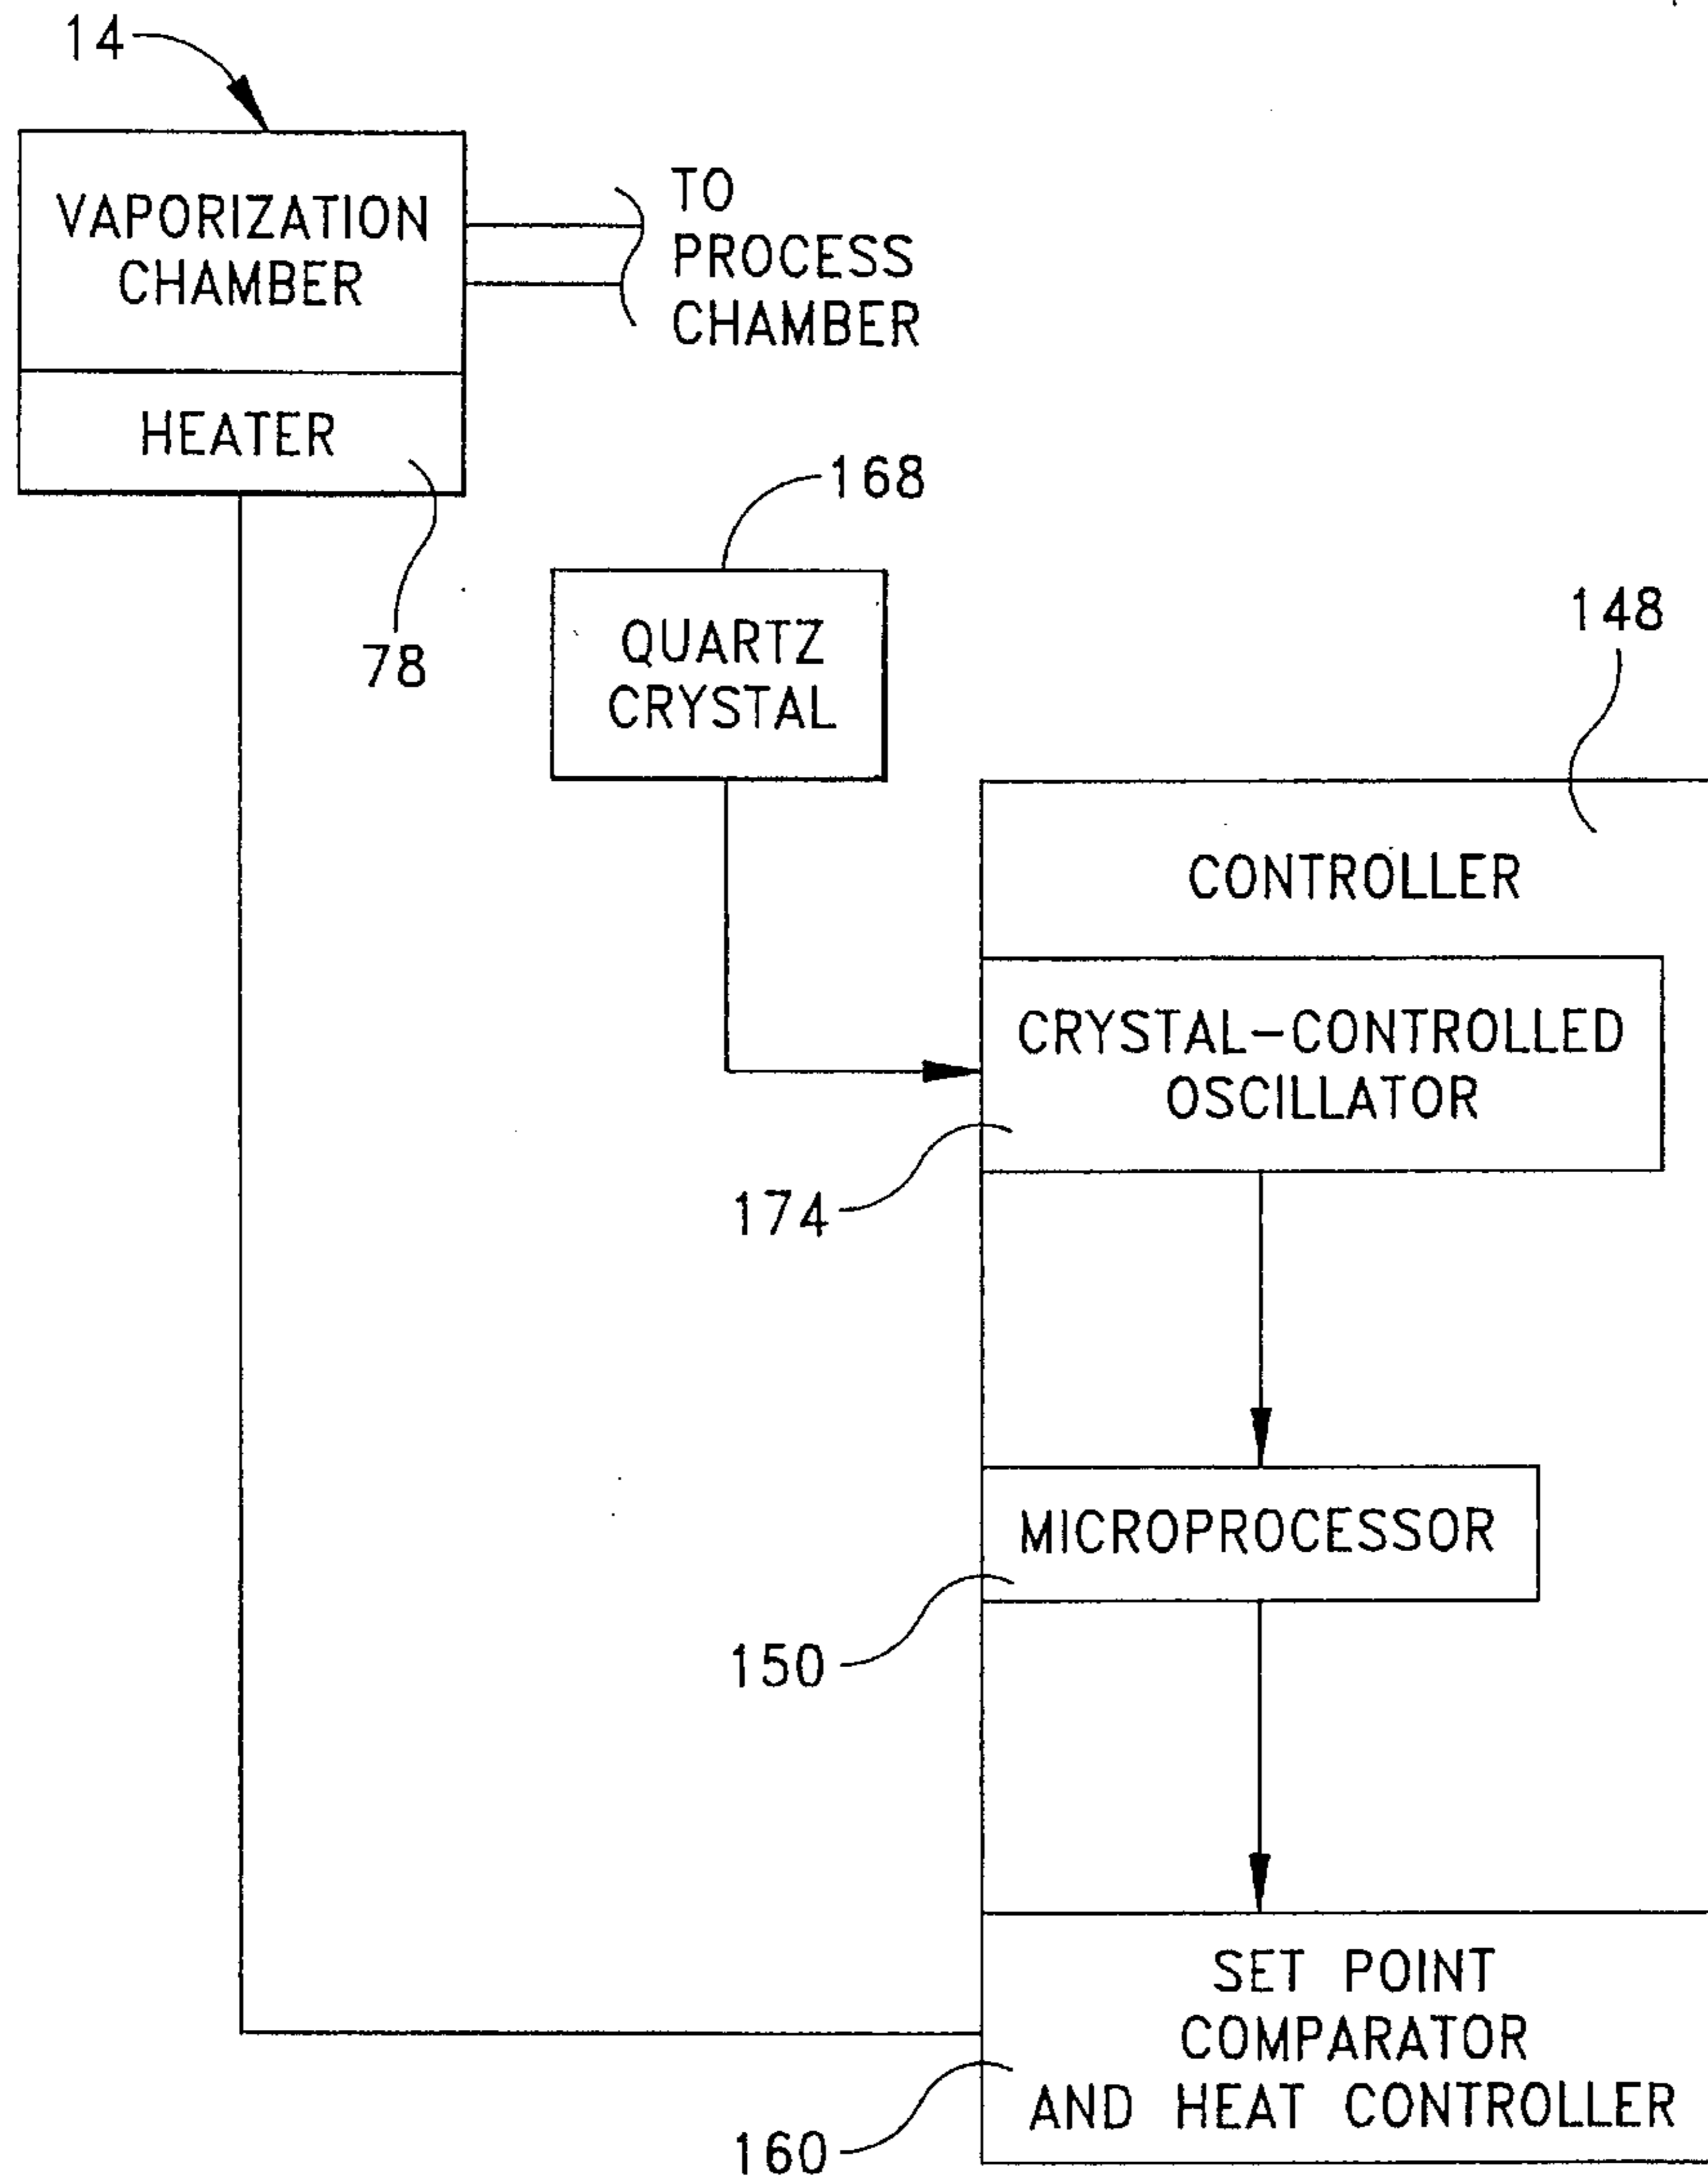 14
VAPORIZATION
CHAMBER
TO
PROCESS
CHAMBER
HEATER
78
168
QUARTZ
CRYSTAL
148
CONTROLLER
CRYSTAL-CONTROLLED
OSCILLATOR
174
MICROPROCESSOR
150
SET POINT
COMPARATOR
AND HEAT CONTROLLER
160